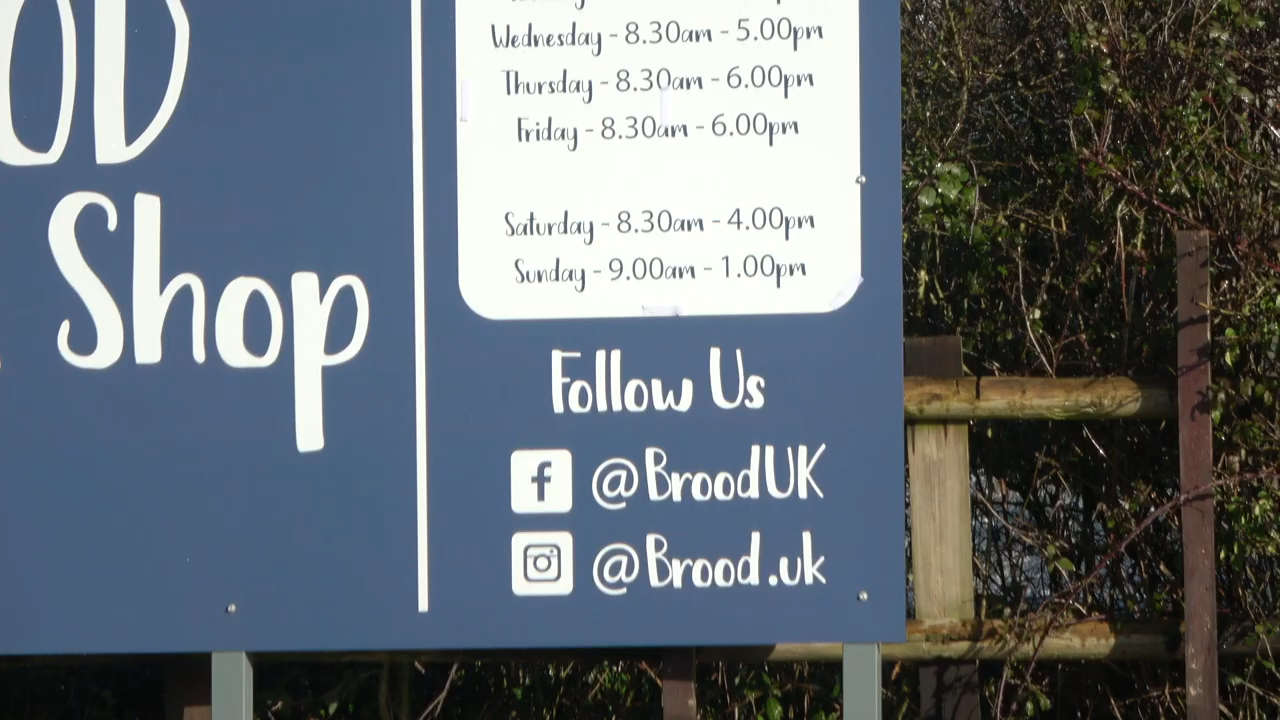 OD
Shop
Wednesday - 8.30am - 5.00pm
Thursday - 8.30am - 6.00pm
Friday - 8.30am - 6.00pm
Saturday - 8.30am - 4.00pm
Sunday - 9.00am - 1.00pm
Follow Us
@BroodUK
@Brood.uk